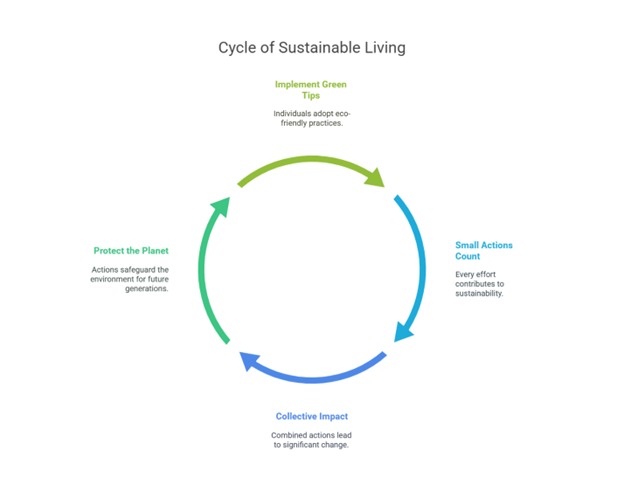 Cycle of Sustainable Living
Implement Green
Tips
Individuals adopt eco-
friendly practices.
Small Actions
Count
Every effort
contributes to
sustainability.
Collective Impact
Combined actions lead
to significant change.
Protect the Planet
Actions safeguard the
environment for future
generations.